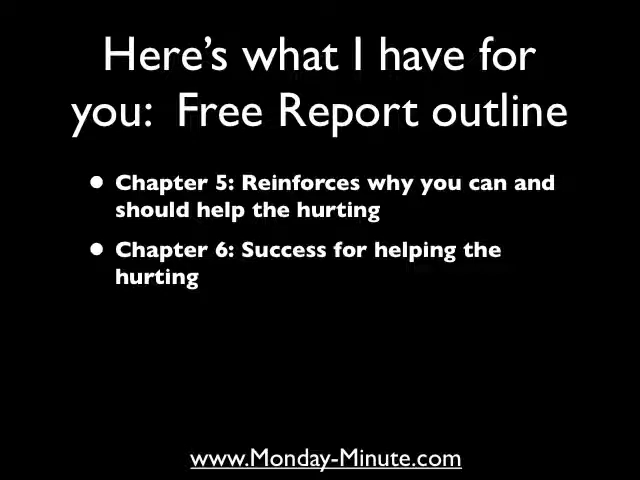 Here’s what I have for
you:  Free Report outline
• Chapter 5: Reinforces why you can and
should help the hurting
• Chapter 6: Success for helping the
hurting
www.Monday-Minute.com